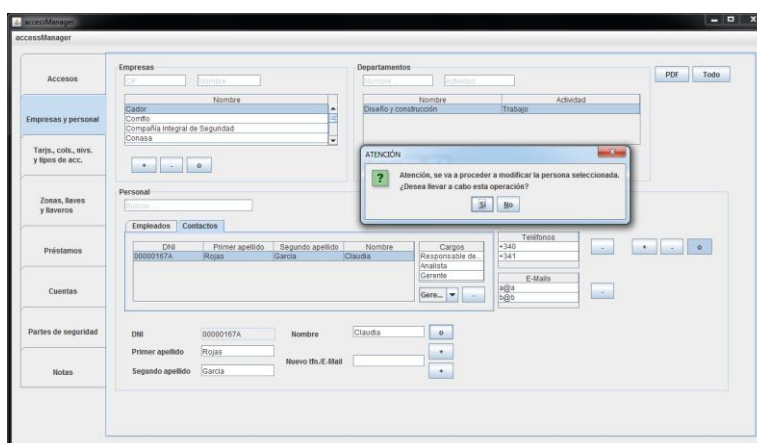 accessManager
accessManager
Accesos
Empresas y personal
Tarjs., cols., nivs.
y tipos de acc.
Zonas, llaves
y llaveros
Préstamos
Cuentas
Partes de seguridad
Notas
Empresas
CIF
Nombre
Nombre
Cador
Comflo
Compañía Integral de Seguridad
Conasa
+ - o
Departamentos
Nombre... Actividad...
Nombre Actividad
Diseño y construcción Trabajo
PDF Todo
ATENCIÓN
Atención, se va a proceder a modificar la persona seleccionada.
¿Desea llevar a cabo esta operación?
Sí No
Personal
Buscar...
Empleados Contactos
DNI Primer apellido Segundo apellido Nombre
00000167A Rojas García Claudia
Cargos
Responsable de...
Analista
Gerente
Gere... -
Teléfonos
+340
+341
-
E-Mails
a@a
b@b
-
+ - o
DNI 00000167A Nombre Claudia o
Primer apellido Rojas
Nuevo tfn./E-Mail + +
Segundo apellido García